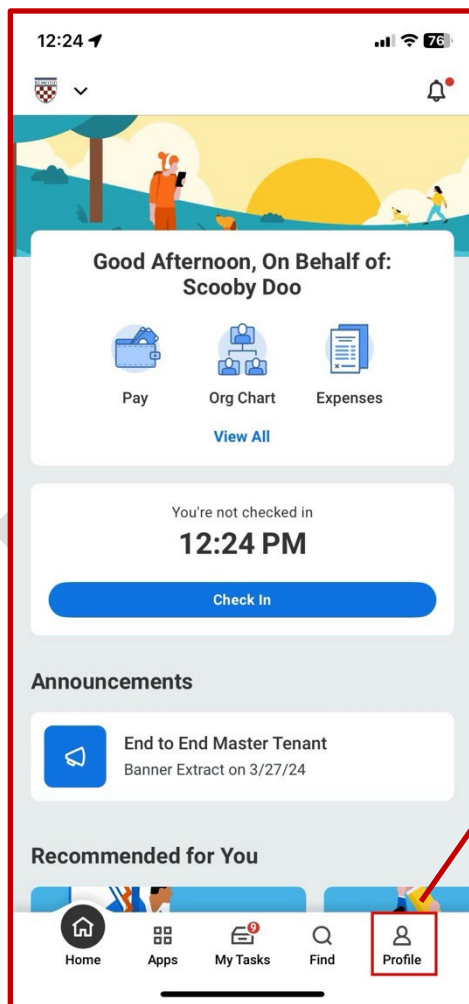 12:24
76
Good Afternoon, On Behalf of:
Scooby Doo
Pay
Org Chart
Expenses
View All
You're not checked in
12:24 PM
Check In
Announcements
End to End Master Tenant
Banner Extract on 3/27/24
Recommended for You
9
Home
Apps
My Tasks
Find
Profile